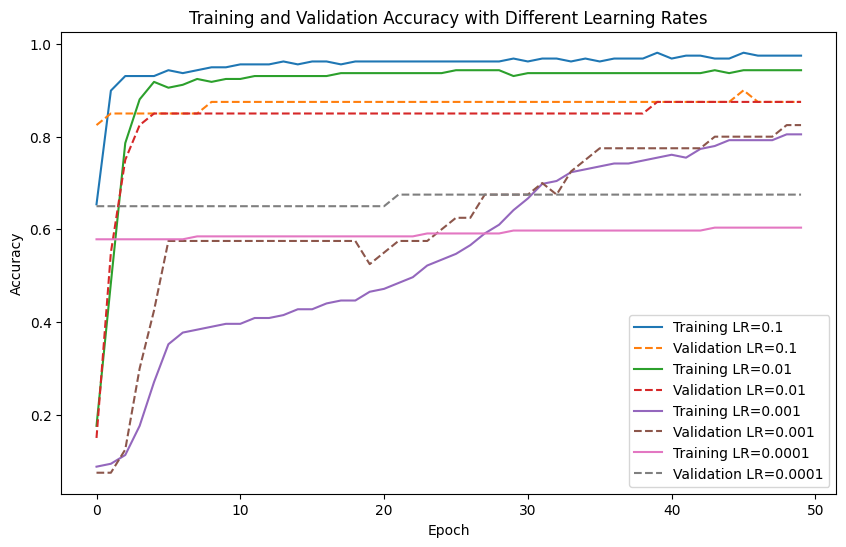 Training and Validation Accuracy with Different Learning Rates
1.0
0.8
0.6
0.4
0.2
Accuracy
0 10 20 30 40 50
Epoch
Training LR=0.1
Validation LR=0.1
Training LR=0.01
Validation LR=0.01
Training LR=0.001
Validation LR=0.001
Training LR=0.0001
Validation LR=0.0001